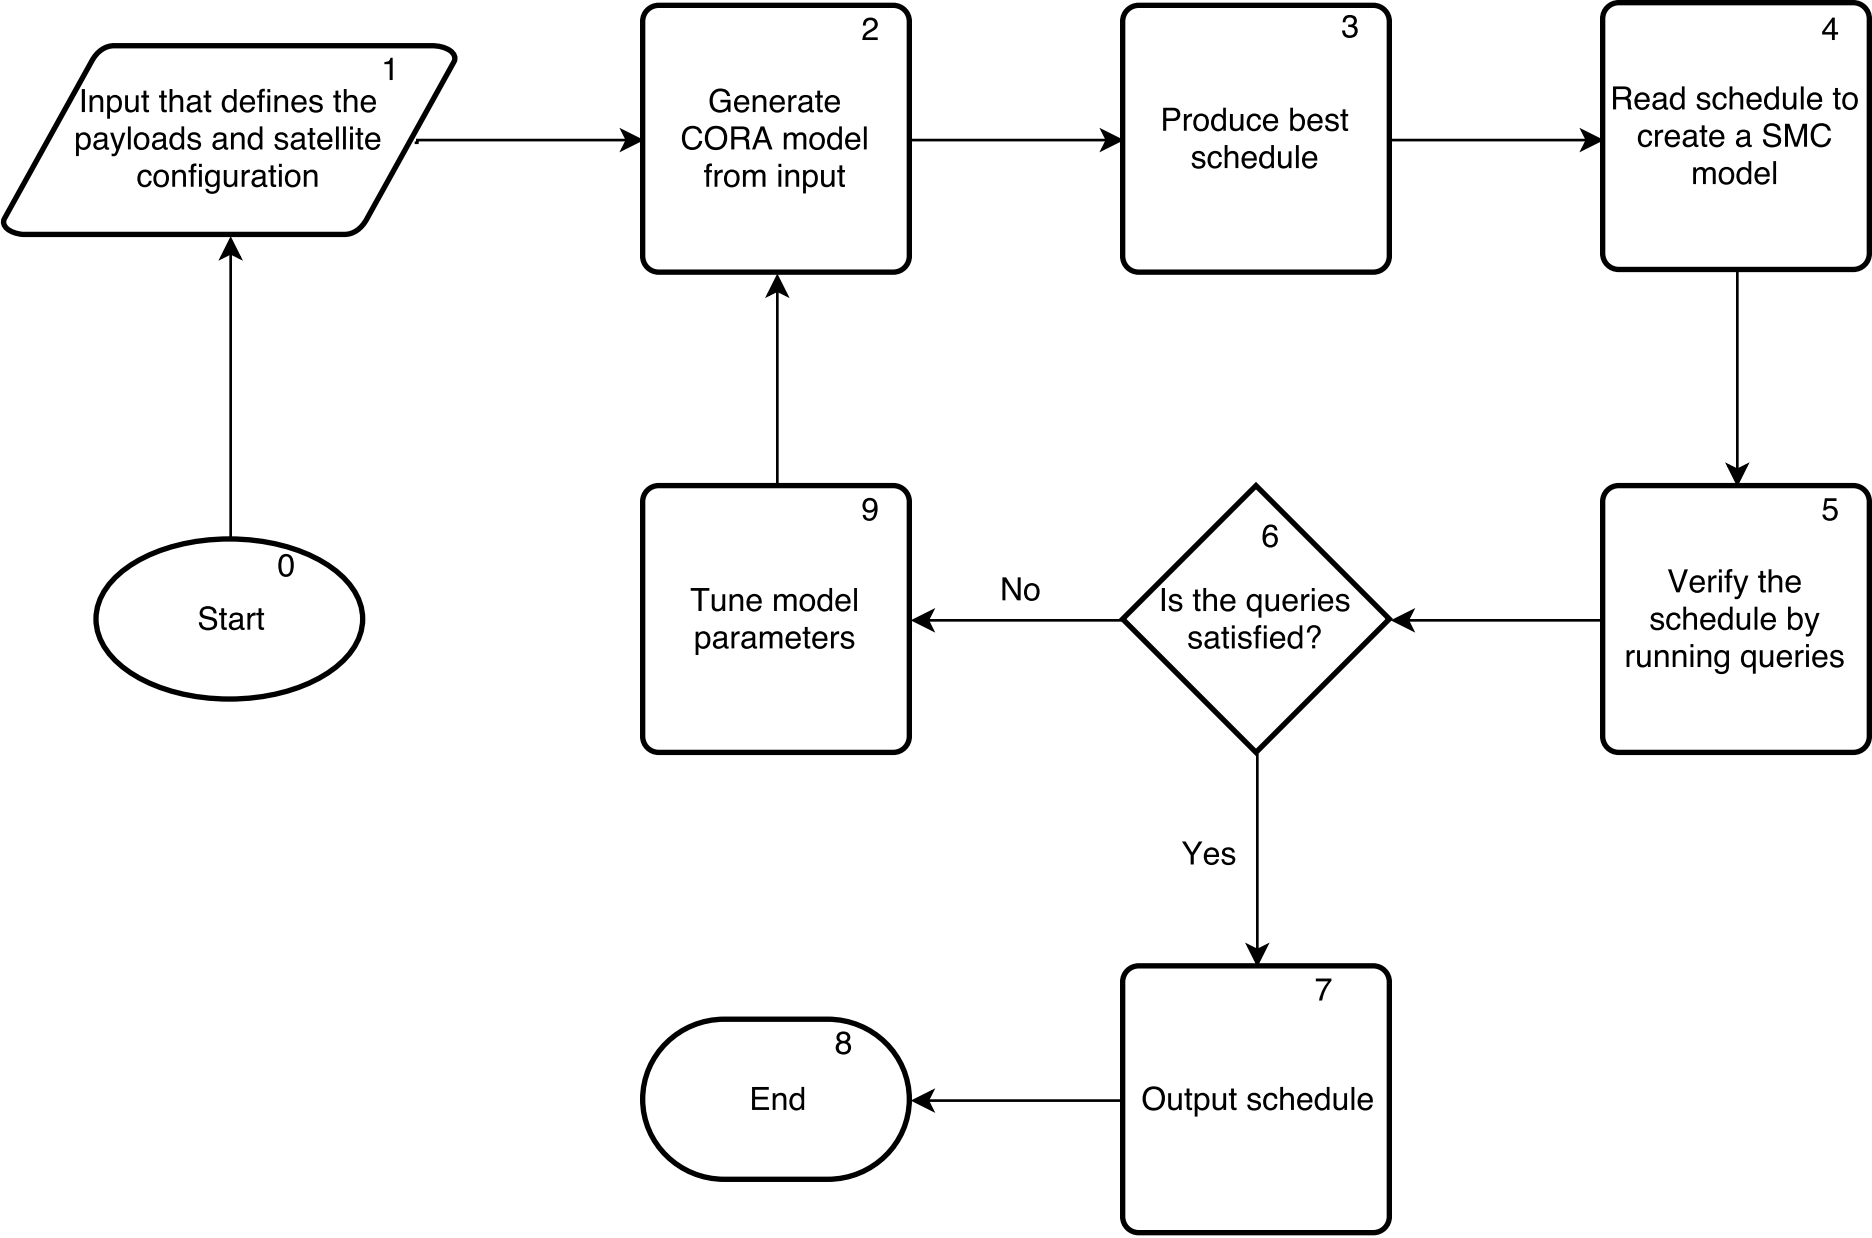 1
Input that defines the
payloads and satellite
configuration
2
Generate
CORA model
from input
3
Produce best
schedule
4
Read schedule to
create a SMC
model
0
Start
9
Tune model
parameters
No
6
Is the queries
satisfied?
5
Verify the
schedule by
running queries
Yes
8
End
7
Output schedule